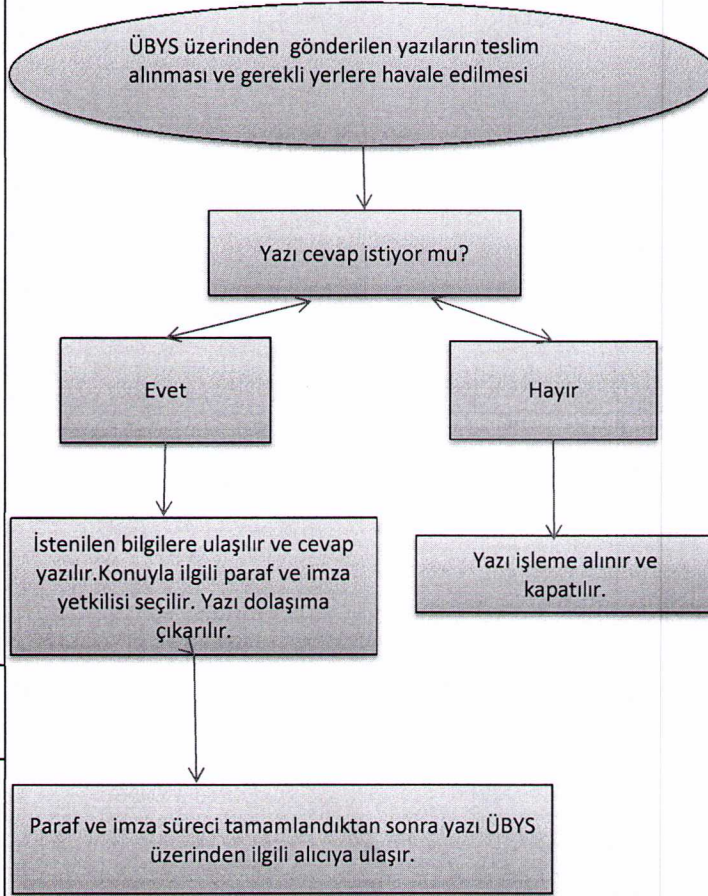 ÜBYS üzerinden gönderilen yazıların teslim
alınması ve gerekli yerlere havale edilmesi
Yazı cevap istiyor mu?
Evet
Hayır
İstenilen bilgilere ulaşılır ve cevap
yazılır.Konuyla ilgili paraf ve imza
yetkilisi seçilir. Yazı dolaşıma
çıkarılır.
Yazı işleme alınır ve
kapatılır.
Paraf ve imza süreci tamamlandıktan sonra yazı ÜBYS
üzerinden ilgili alıcıya ulaşır.